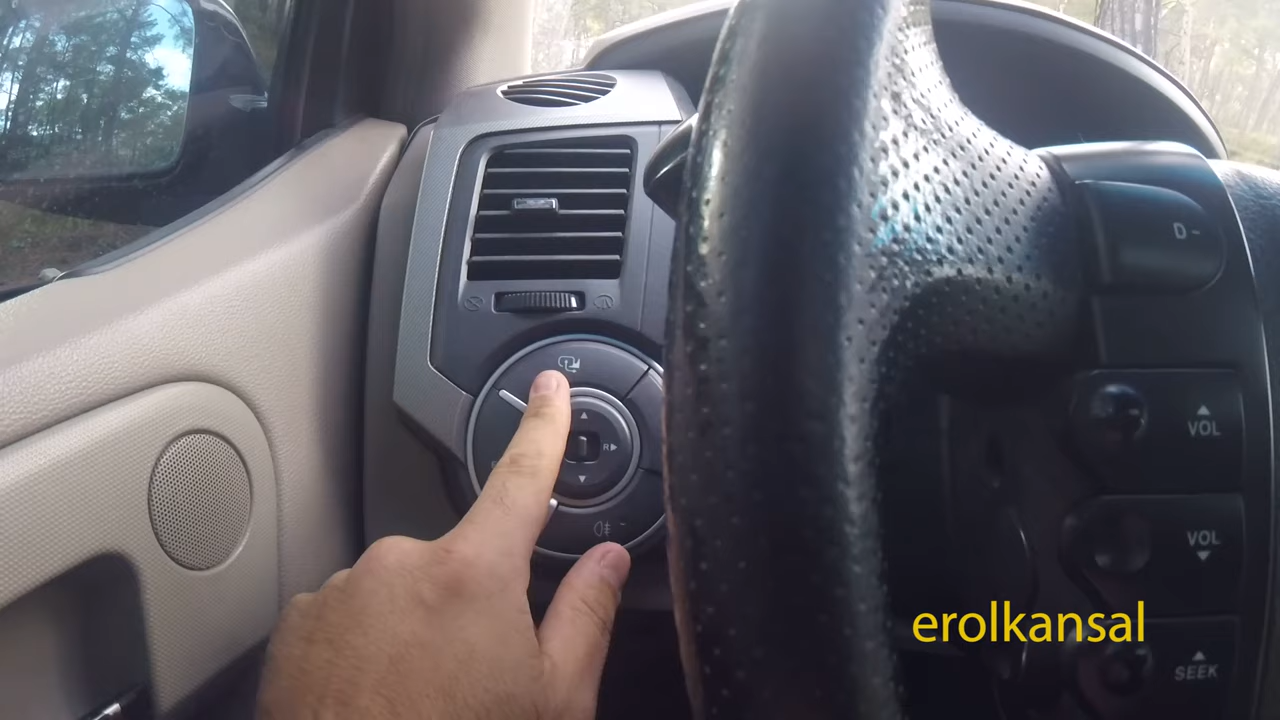 D -
R▶
▲
VOL
VOL
▼
▲
SEEK
erolkansal